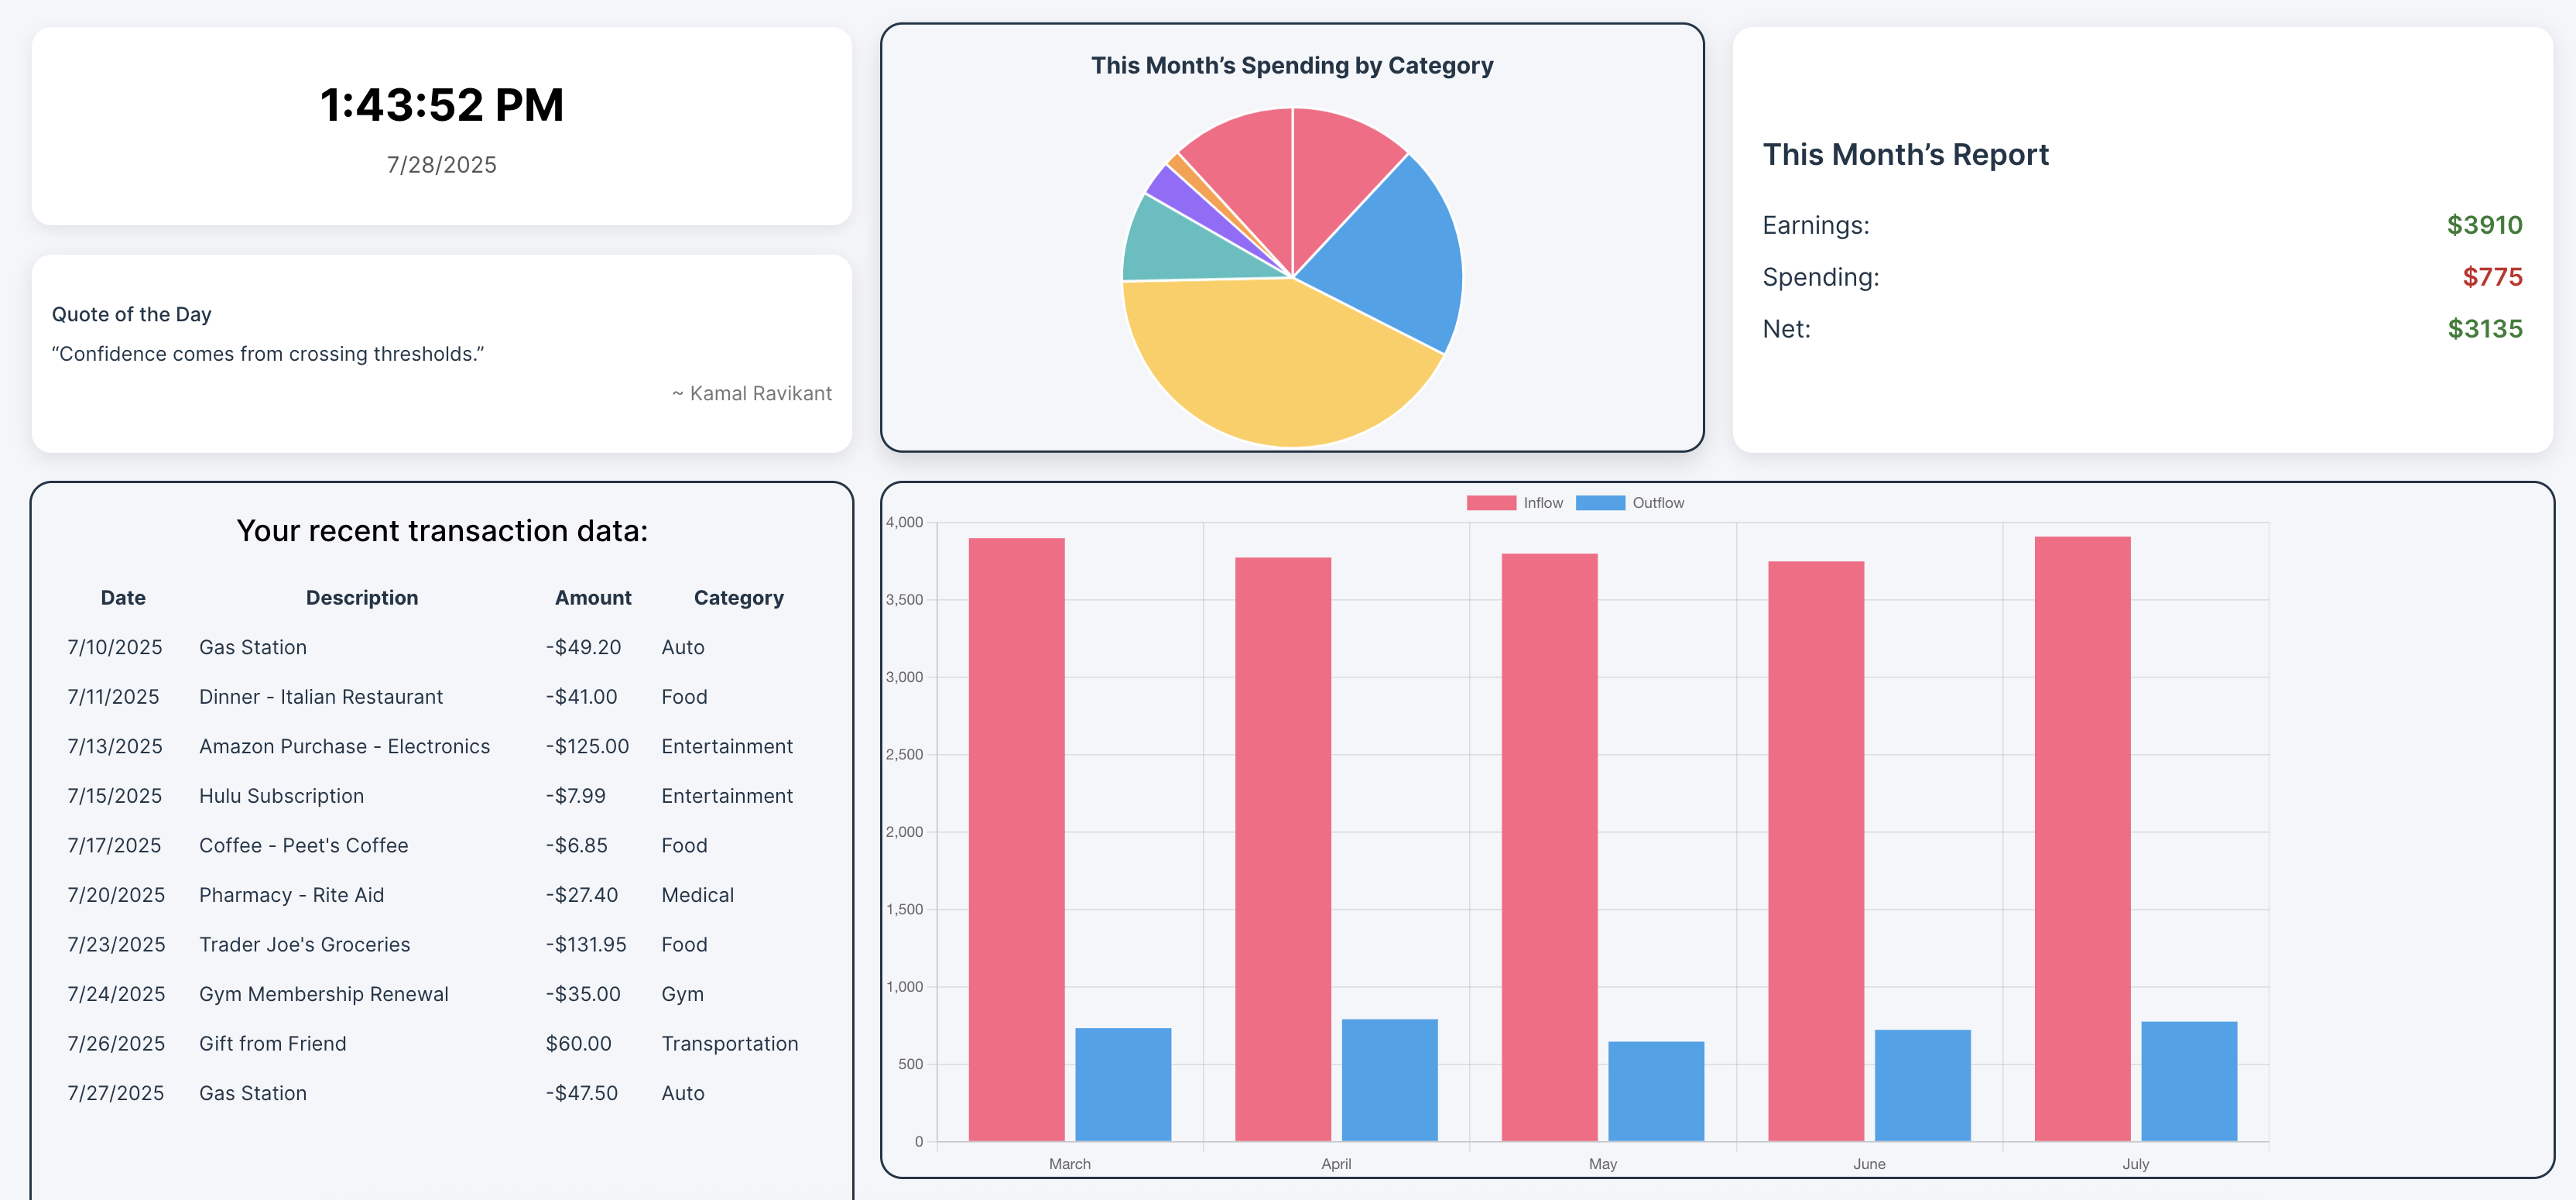 1:43:52 PM
7/28/2025
Quote of the Day
“Confidence comes from crossing thresholds.”
~ Kamal Ravikant
This Month’s Spending by Category
This Month’s Report
Earnings: $3910
Spending: $775
Net: $3135
Your recent transaction data:
Date Description Amount Category
7/10/2025 Gas Station -$49.20 Auto
7/11/2025 Dinner - Italian Restaurant -$41.00 Food
7/13/2025 Amazon Purchase - Electronics -$125.00 Entertainment
7/15/2025 Hulu Subscription -$7.99 Entertainment
7/17/2025 Coffee - Peet's Coffee -$6.85 Food
7/20/2025 Pharmacy - Rite Aid -$27.40 Medical
7/23/2025 Trader Joe's Groceries -$131.95 Food
7/24/2025 Gym Membership Renewal -$35.00 Gym
7/26/2025 Gift from Friend $60.00 Transportation
7/27/2025 Gas Station -$47.50 Auto
Inflow Outflow
4,000
3,500
3,000
2,500
2,000
1,500
1,000
500
0
March April May June July